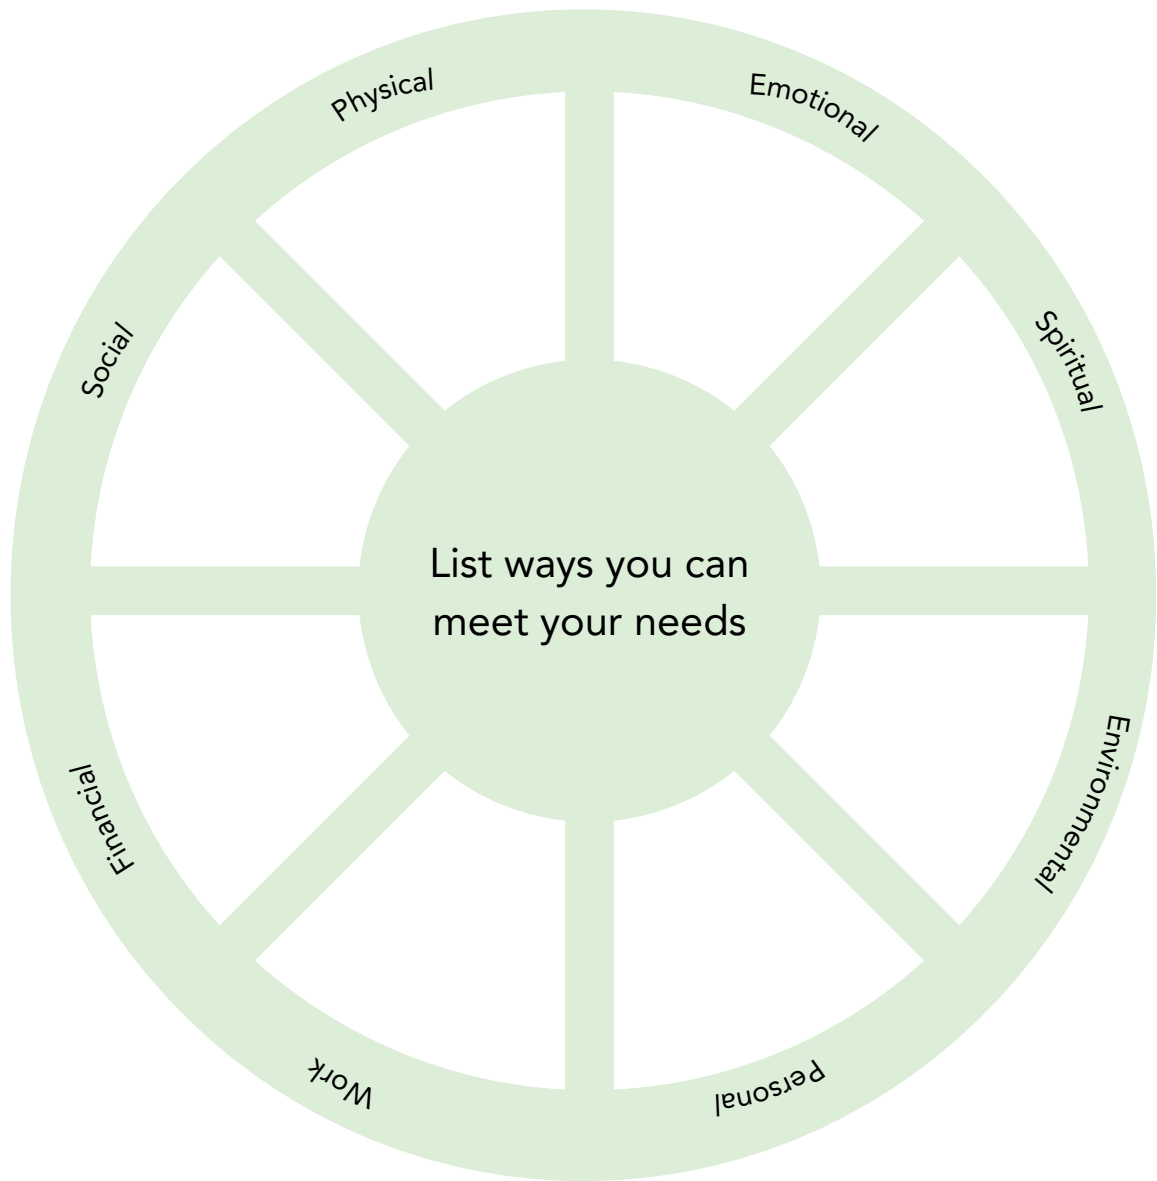 Physical
Emotional
Spiritual
Environmental
Personal
Work
Financial
Social
List ways you can
meet your needs